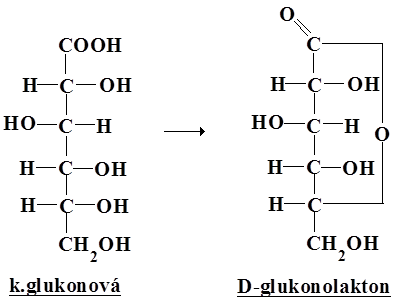 COOH
H C OH
HO C H
H C OH
H C OH
CH2OH
k.glukonová
O
C
H C OH
HO C H O
H C OH
H C
CH2OH
D-glukonolakton